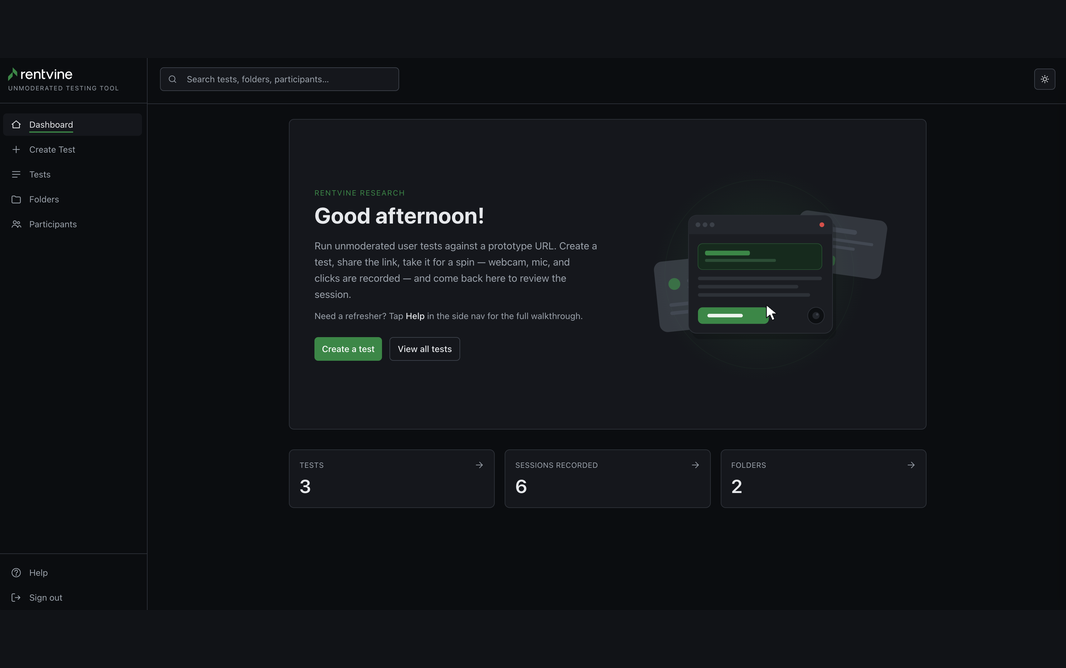 rentvine
UNMODERATED TESTING TOOL
Search tests, folders, participants...
Dashboard
Create Test
Tests
Folders
Participants
RENTVINE RESEARCH
Good afternoon!
Run unmoderated user tests against a prototype URL. Create a
test, share the link, take it for a spin — webcam, mic, and
clicks are recorded — and come back here to review the
session.
Need a refresher? Tap Help in the side nav for the full walkthrough.
Create a test
View all tests
TESTS
3
SESSIONS RECORDED
6
FOLDERS
2
Help
Sign out